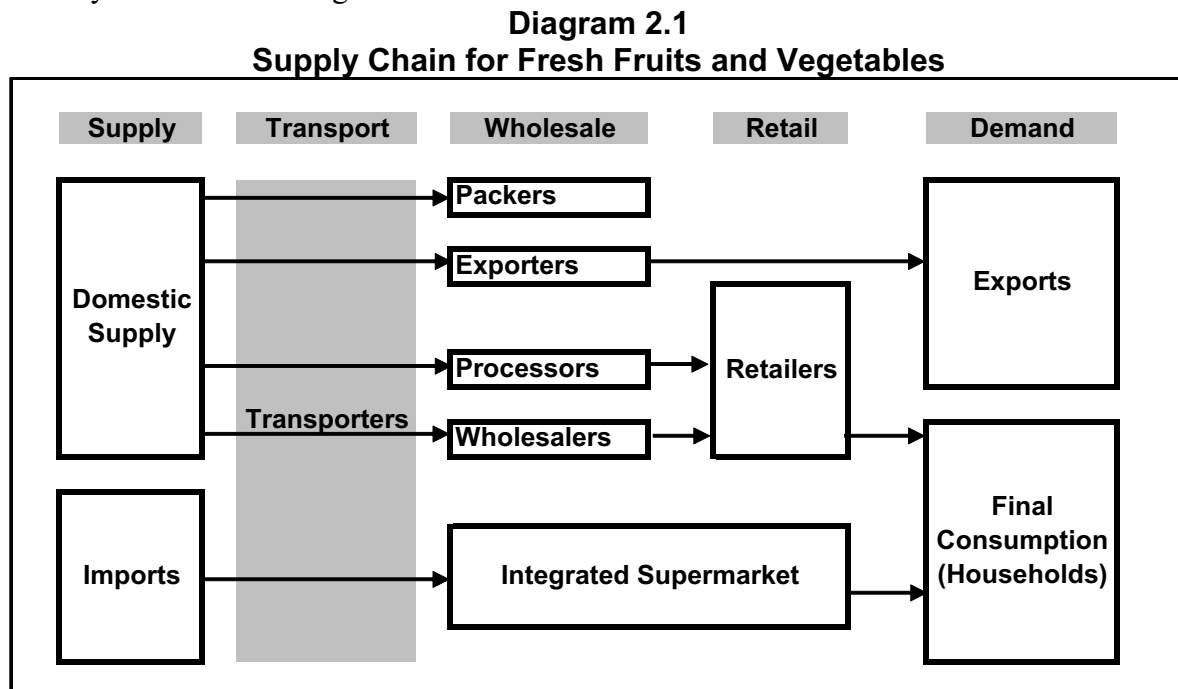 Diagram 2.1
Supply Chain for Fresh Fruits and Vegetables
Supply
Transport
Wholesale
Retail
Demand
Packers
Exporters
Domestic
Supply
Exports
Processors
Retailers
Transporters
Wholesalers
Final
Consumption
(Households)
Imports
Integrated Supermarket